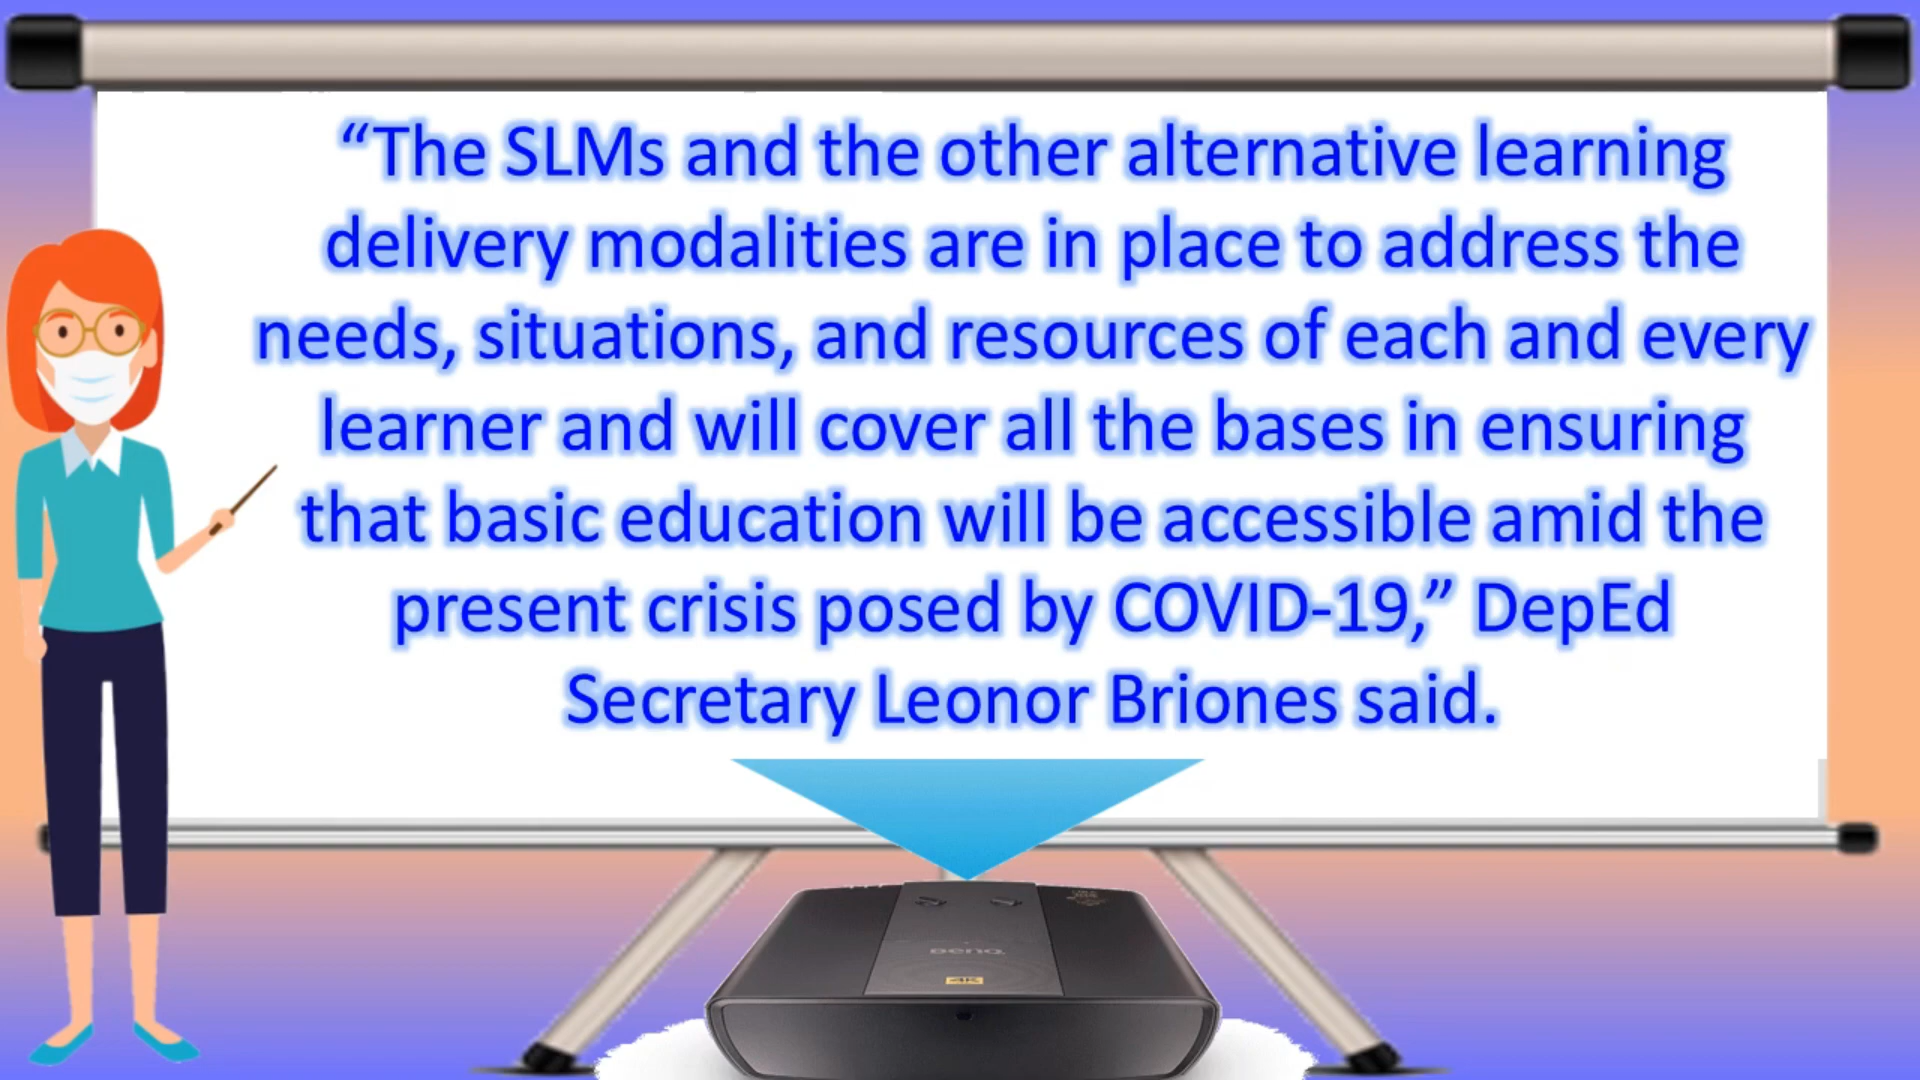 “The SLMs and the other alternative learning
delivery modalities are in place to address the
needs, situations, and resources of each and every
learner and will cover all the bases in ensuring
that basic education will be accessible amid the
present crisis posed by COVID-19,” DepEd
Secretary Leonor Briones said.
BenQ
4K